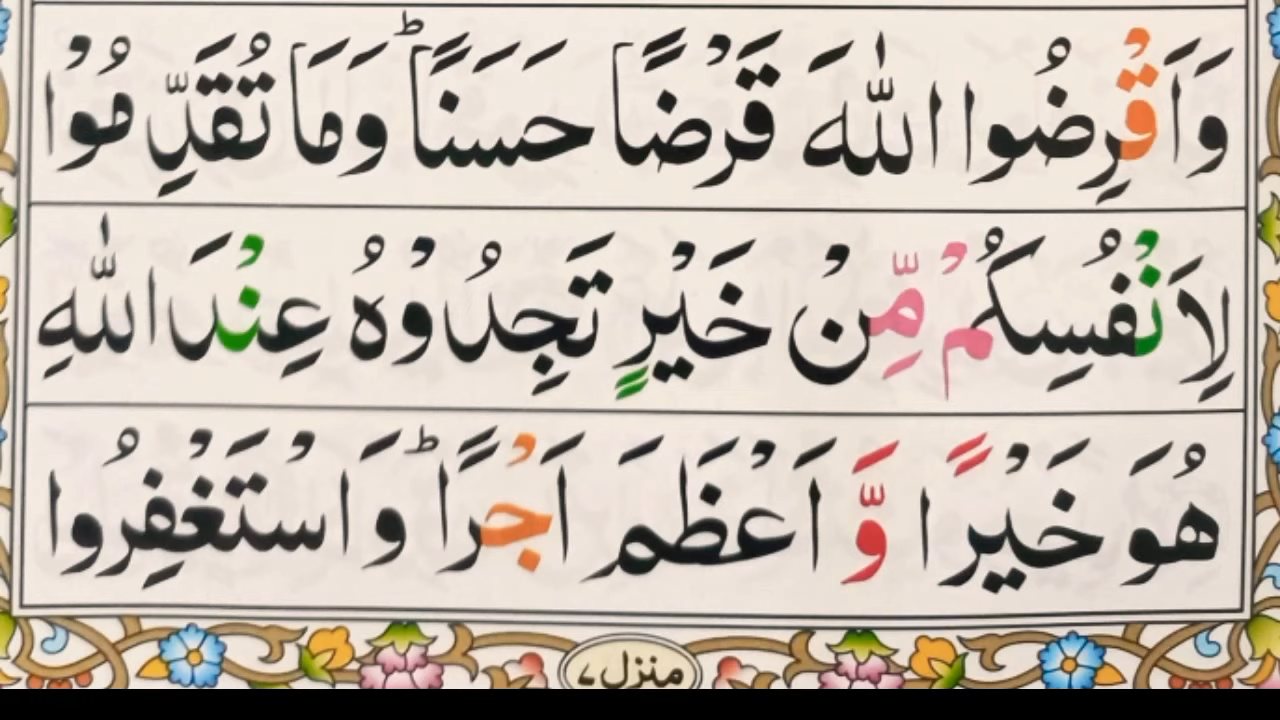 وَاَقْرِضُوا اللّٰهَ قَرْضًا حَسَنًا ؕ وَمَا تُقَدِّمُوْا
لِاَنْفُسِكُمْ مِّنْ خَيْرٍ تَجِدُوْهُ عِنْدَ اللّٰهِ
هُوَ خَيْرًا وَّ اَعْظَمَ اَجْرًا ؕ وَاسْتَغْفِرُوا
منزل ۷